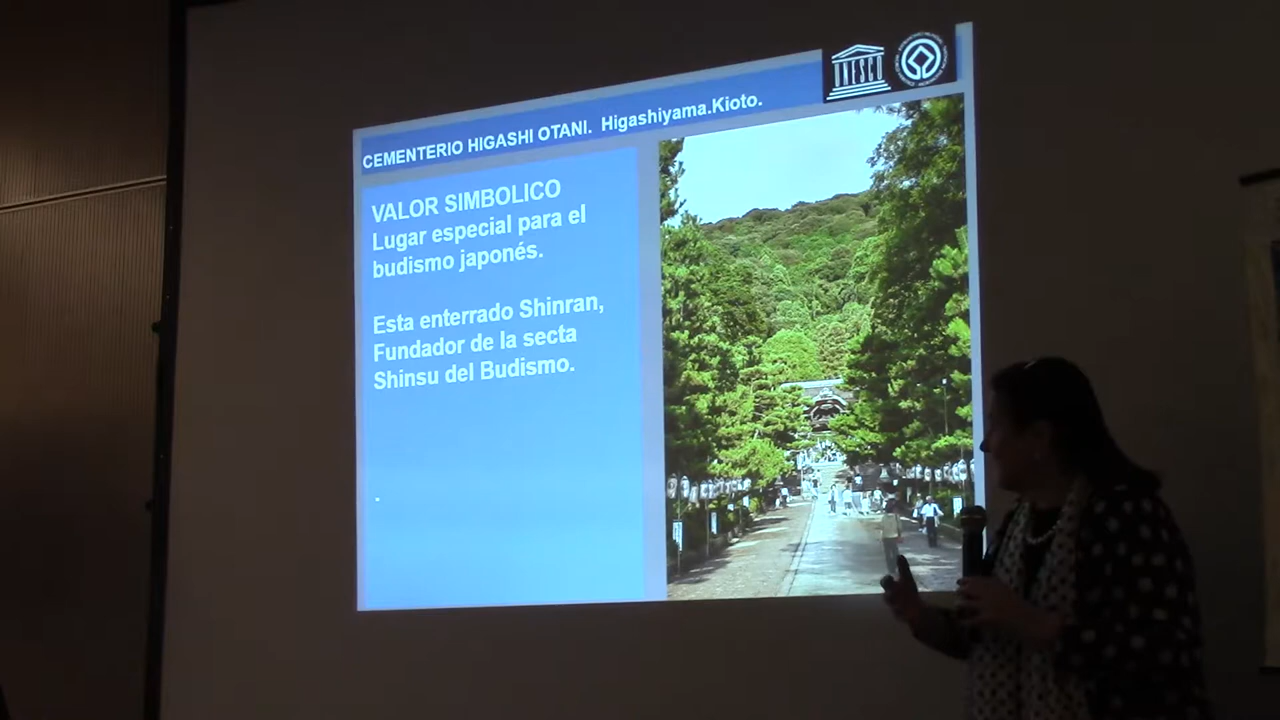 UNESCO
CEMENTERIO HIGASHI OTANI. Higashiyama.Kioto.
VALOR SIMBOLICO
Lugar especial para el
budismo japonés.
Esta enterrado Shinran,
Fundador de la secta
Shinsu del Budismo.